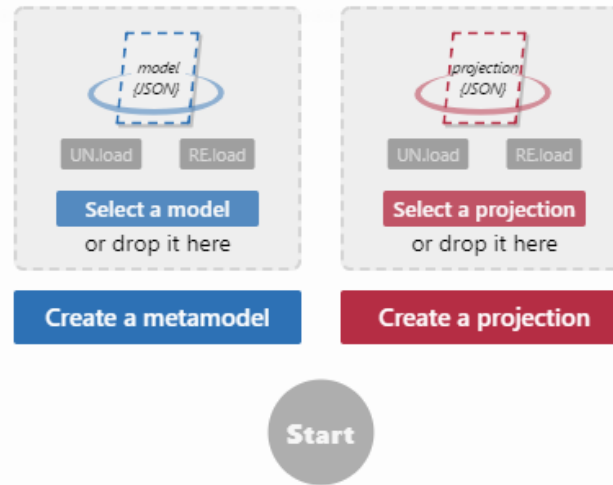 model
{JSON}
UN.load RE.load
Select a model
or drop it here
Create a metamodel
projection
{JSON}
UN.load RE.load
Select a projection
or drop it here
Create a projection
Start